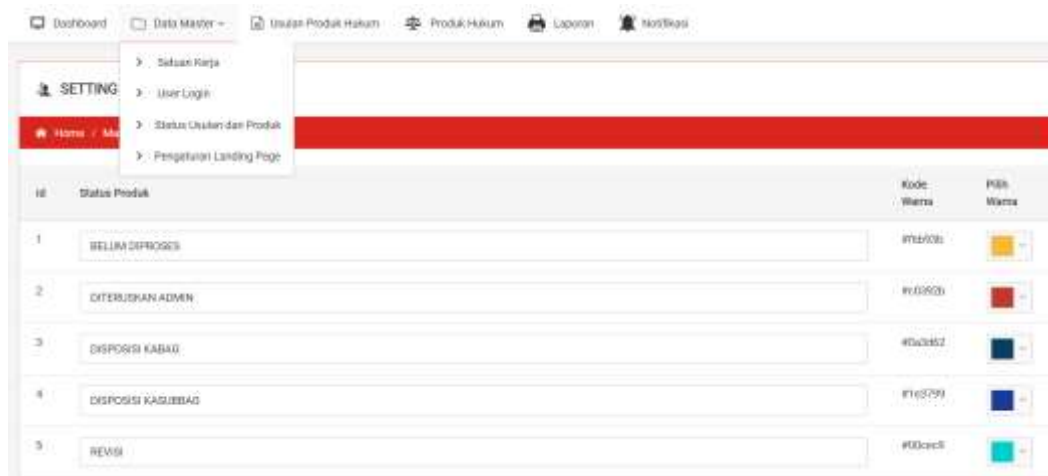 Dashboard Data Master Usulan Produk Hukum Produk Hukum Laporan Notifikasi
Satuan Kerja
SETTING
User Login
Status Usulan dan Produk
Home / Ma
Pengaturan Landing Page
Id Status Produk Kode Warna Pilih Warna
1 BELUM DIPROSES
2 DITERUSKAN ADMIN #c0392b
3 DISPOSISI KABAG #0a3d62
4 DISPOSISI KASUBBAG #1e3799
5 REVISI #00cec9